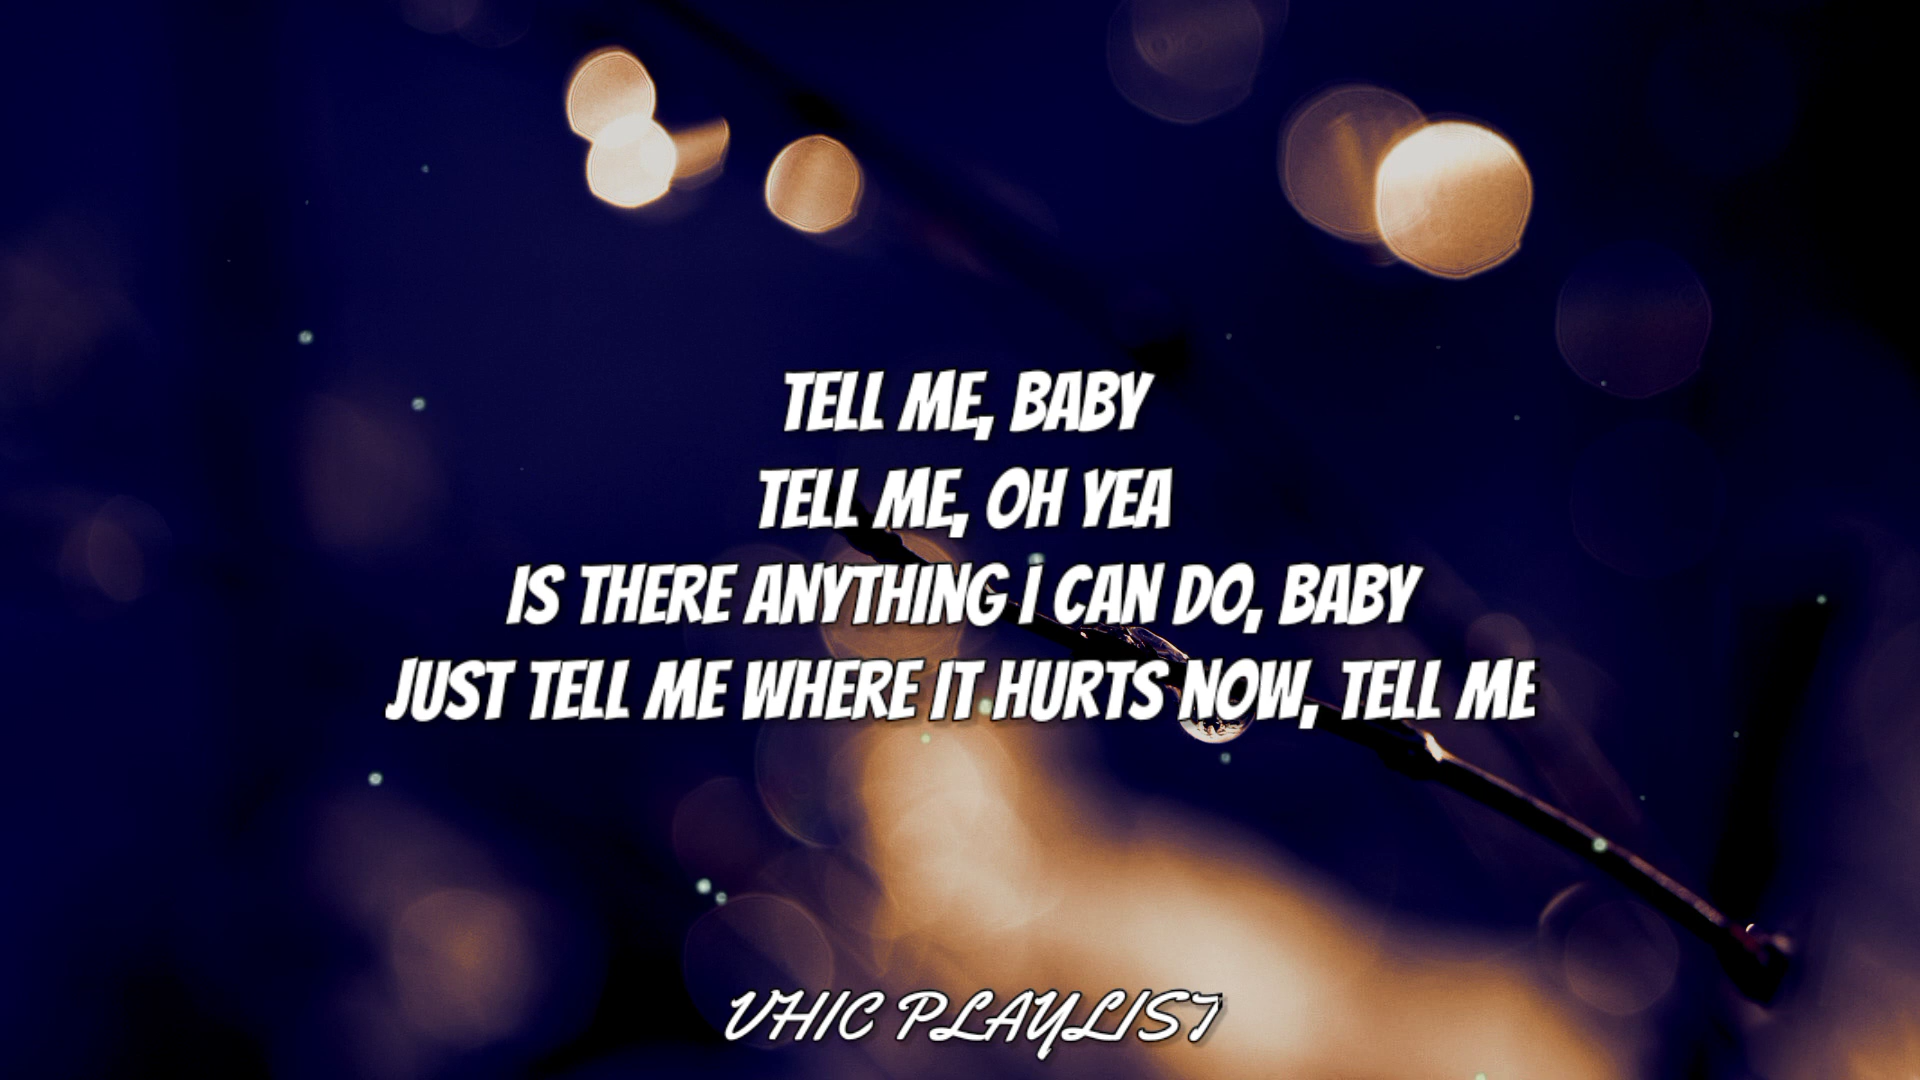 TELL ME, BABY
TELL ME, OH YEA
IS THERE ANYTHING I CAN DO, BABY
JUST TELL ME WHERE IT HURTS NOW, TELL ME
VHIC PLAYLIST